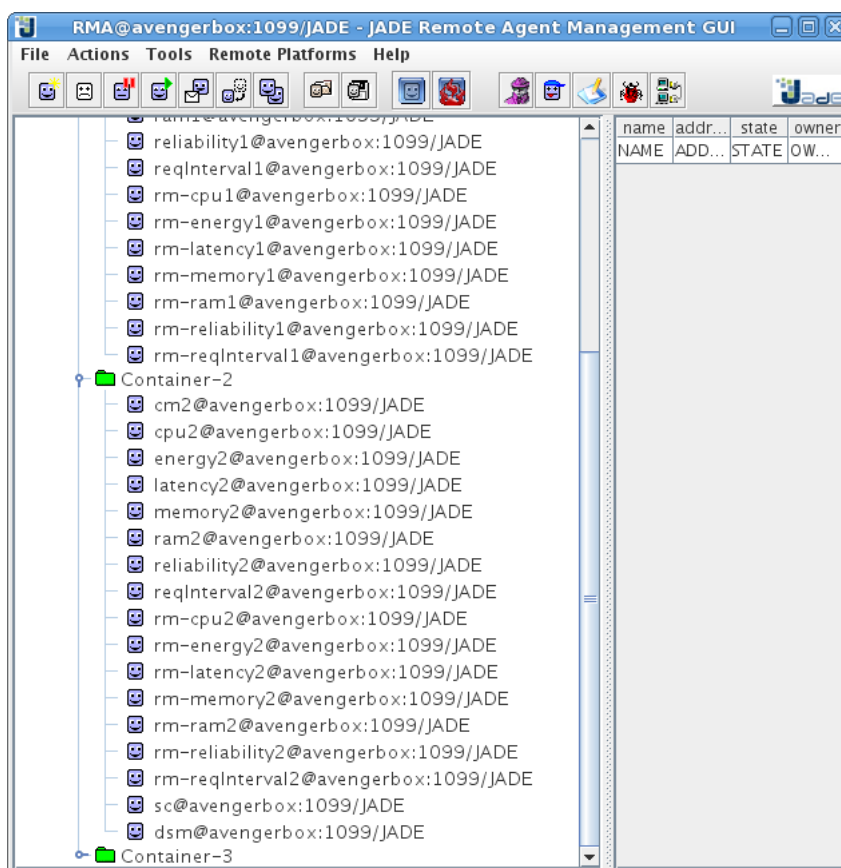 RMA@avengerbox:1099/JADE - JADE Remote Agent Management GUI
File Actions Tools Remote Platforms Help
Jade
name addr... state owner
NAME ADD... STATE OW...
ram1@avengerbox:1099/JADE
reliability1@avengerbox:1099/JADE
reqInterval1@avengerbox:1099/JADE
rm-cpu1@avengerbox:1099/JADE
rm-energy1@avengerbox:1099/JADE
rm-latency1@avengerbox:1099/JADE
rm-memory1@avengerbox:1099/JADE
rm-ram1@avengerbox:1099/JADE
rm-reliability1@avengerbox:1099/JADE
rm-reqInterval1@avengerbox:1099/JADE
Container-2
cm2@avengerbox:1099/JADE
cpu2@avengerbox:1099/JADE
energy2@avengerbox:1099/JADE
latency2@avengerbox:1099/JADE
memory2@avengerbox:1099/JADE
ram2@avengerbox:1099/JADE
reliability2@avengerbox:1099/JADE
reqInterval2@avengerbox:1099/JADE
rm-cpu2@avengerbox:1099/JADE
rm-energy2@avengerbox:1099/JADE
rm-latency2@avengerbox:1099/JADE
rm-memory2@avengerbox:1099/JADE
rm-ram2@avengerbox:1099/JADE
rm-reliability2@avengerbox:1099/JADE
rm-reqInterval2@avengerbox:1099/JADE
sc@avengerbox:1099/JADE
dsm@avengerbox:1099/JADE
Container-3